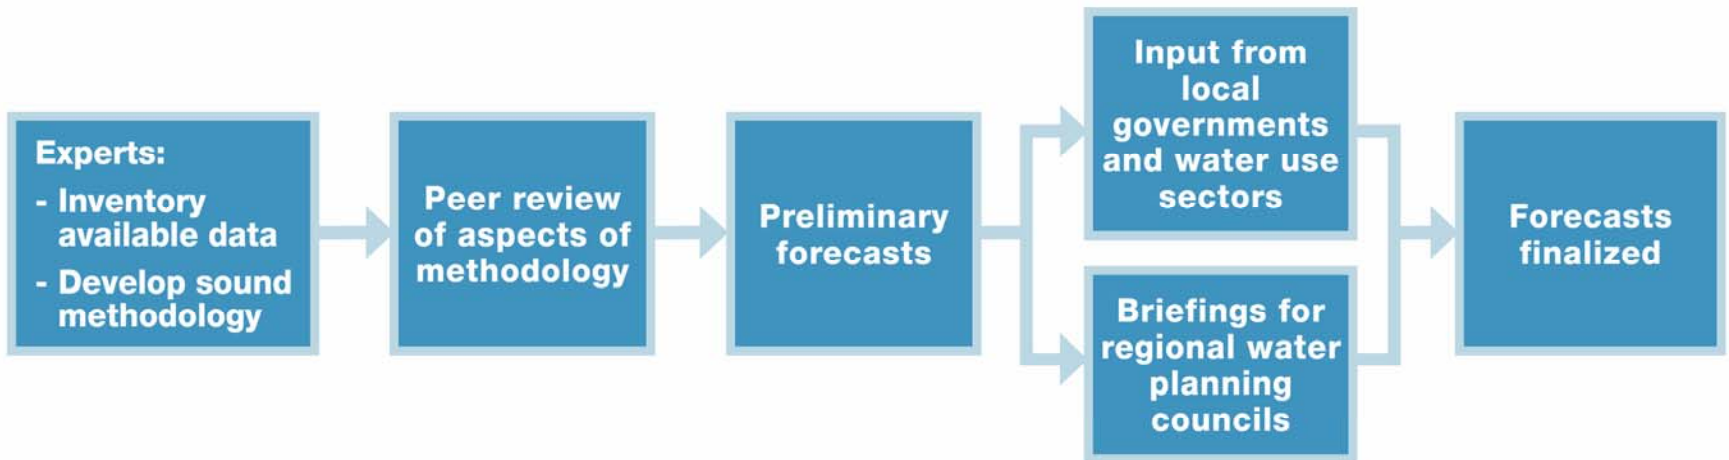 Experts:
- Inventory
available data
- Develop sound
methodology
Peer review
of aspects of
methodology
Preliminary
forecasts
Input from
local
governments
and water use
sectors
Briefings for
regional water
planning
councils
Forecasts
finalized